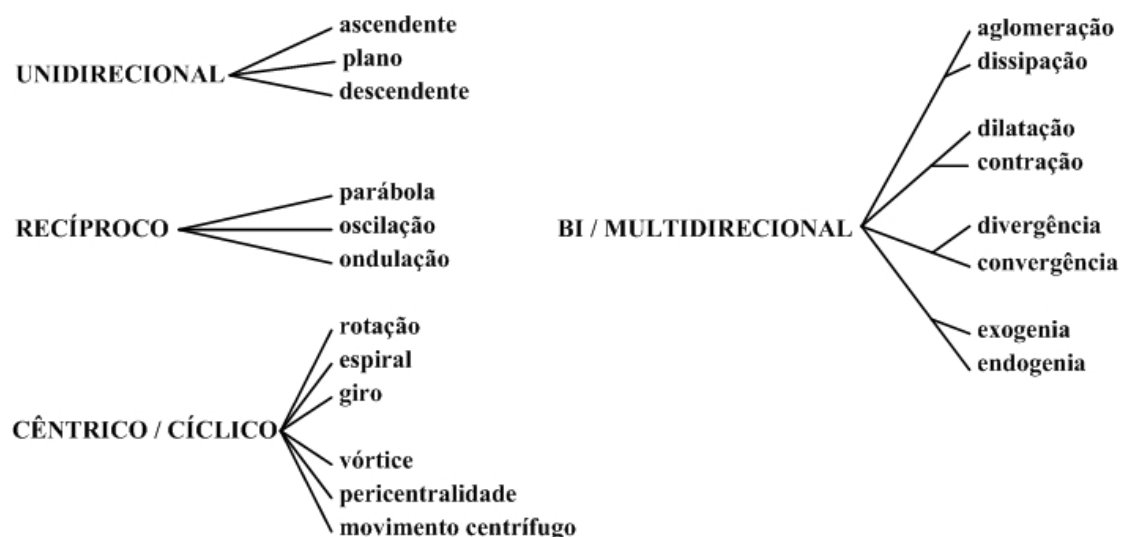 UNIDIRECIONAL
ascendente
plano
descendente
RECÍPROCO
parábola
oscilação
ondulação
CÊNTRICO / CÍCLICO
rotação
espiral
giro
vórtice
pericentralidade
movimento centrífugo
BI / MULTIDIRECIONAL
aglomeração
dissipação
dilatação
contração
divergência
convergência
exogenia
endogenia